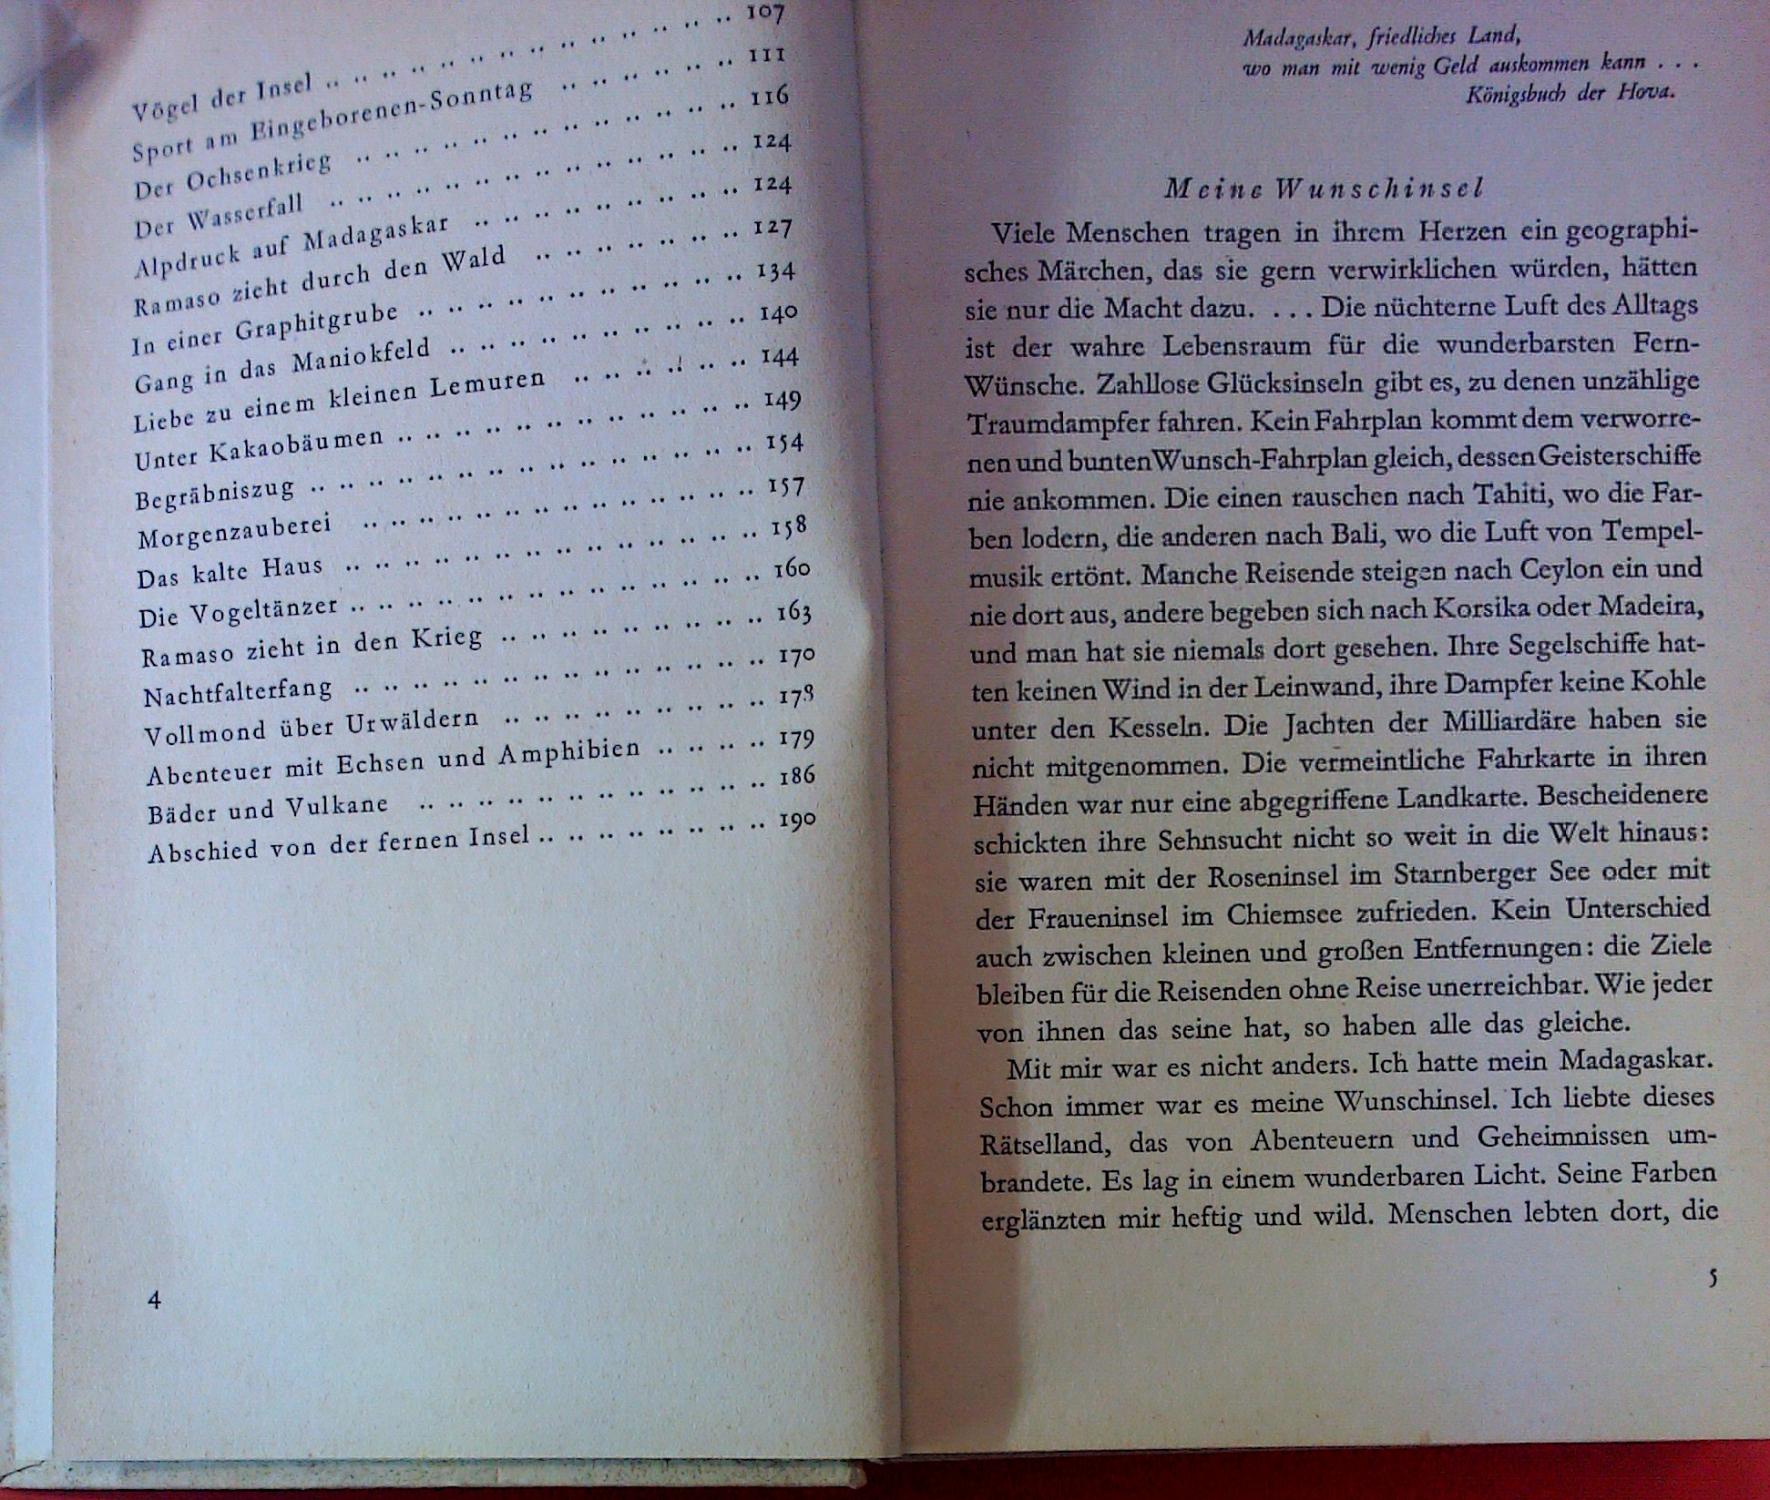 Vögel der Insel .. .. .. .. .. .. .. .. .. .. .. .. .. .. 107
Sport am Eingeborenen-Sonntag .. .. .. .. .. .. 111
Der Ochsenkrieg .. .. .. .. .. .. .. .. .. .. .. .. .. 116
Der Wasserfall .. .. .. .. .. .. .. .. .. .. .. .. .. .. 124
Alpdruck auf Madagaskar .. .. .. .. .. .. .. .. .. 124
Ramaso zieht durch den Wald .. .. .. .. .. .. .. 127
In einer Graphitgrube .. .. .. .. .. .. .. .. .. .. .. 134
Gang in das Maniokfeld .. .. .. .. .. .. .. .. .. .. 140
Liebe zu einem kleinen Lemuren .. .. .. .. .. .. 144
Unter Kakaobäumen .. .. .. .. .. .. .. .. .. .. .. .. 149
Begräbniszug .. .. .. .. .. .. .. .. .. .. .. .. .. .. .. 154
Morgenzauberei .. .. .. .. .. .. .. .. .. .. .. .. .. .. 157
Das kalte Haus .. .. .. .. .. .. .. .. .. .. .. .. .. .. 158
Die Vogeltänzer .. .. .. .. .. .. .. .. .. .. .. .. .. .. 160
Ramaso zieht in den Krieg .. .. .. .. .. .. .. .. .. 163
Nachtfalterfang .. .. .. .. .. .. .. .. .. .. .. .. .. .. 170
Vollmond über Urwäldern .. .. .. .. .. .. .. .. .. 178
Abenteuer mit Echsen und Amphibien .. .. .. .. 179
Bäder und Vulkane .. .. .. .. .. .. .. .. .. .. .. .. 186
Abschied von der fernen Insel .. .. .. .. .. .. .. .. 190
4
Madagaskar, friedliches Land,
wo man mit wenig Geld auskommen kann . . .
Königsbuch der Hova.
Meine Wunschinsel
Viele Menschen tragen in ihrem Herzen ein geographi-
sches Märchen, das sie gern verwirklichen würden, hätten
sie nur die Macht dazu. . . . Die nüchterne Luft des Alltags
ist der wahre Lebensraum für die wunderbarsten Fern-
Wünsche. Zahllose Glücksinseln gibt es, zu denen unzählige
Traumdampfer fahren. Kein Fahrplan kommt dem verworre-
nen und bunten Wunsch-Fahrplan gleich, dessen Geisterschiffe
nie ankommen. Die einen rauschen nach Tahiti, wo die Far-
ben lodern, die anderen nach Bali, wo die Luft von Tempel-
musik ertönt. Manche Reisende steigen nach Ceylon ein und
nie dort aus, andere begeben sich nach Korsika oder Madeira,
und man hat sie niemals dort gesehen. Ihre Segelschiffe hat-
ten keinen Wind in der Leinwand, ihre Dampfer keine Kohle
unter den Kesseln. Die Jachten der Milliardäre haben sie
nicht mitgenommen. Die vermeintliche Fahrkarte in ihren
Händen war nur eine abgegriffene Landkarte. Bescheidenere
schickten ihre Sehnsucht nicht so weit in die Welt hinaus:
sie waren mit der Roseninsel im Starnberger See oder mit
der Fraueninsel im Chiemsee zufrieden. Kein Unterschied
auch zwischen kleinen und großen Entfernungen: die Ziele
bleiben für die Reisenden ohne Reise unerreichbar. Wie jeder
von ihnen das seine hat, so haben alle das gleiche.
Mit mir war es nicht anders. Ich hatte mein Madagaskar.
Schon immer war es meine Wunschinsel. Ich liebte dieses
Rätselland, das von Abenteuern und Geheimnissen um-
brandete. Es lag in einem wunderbaren Licht. Seine Farben
erglänzten mir heftig und wild. Menschen lebten dort, die
5